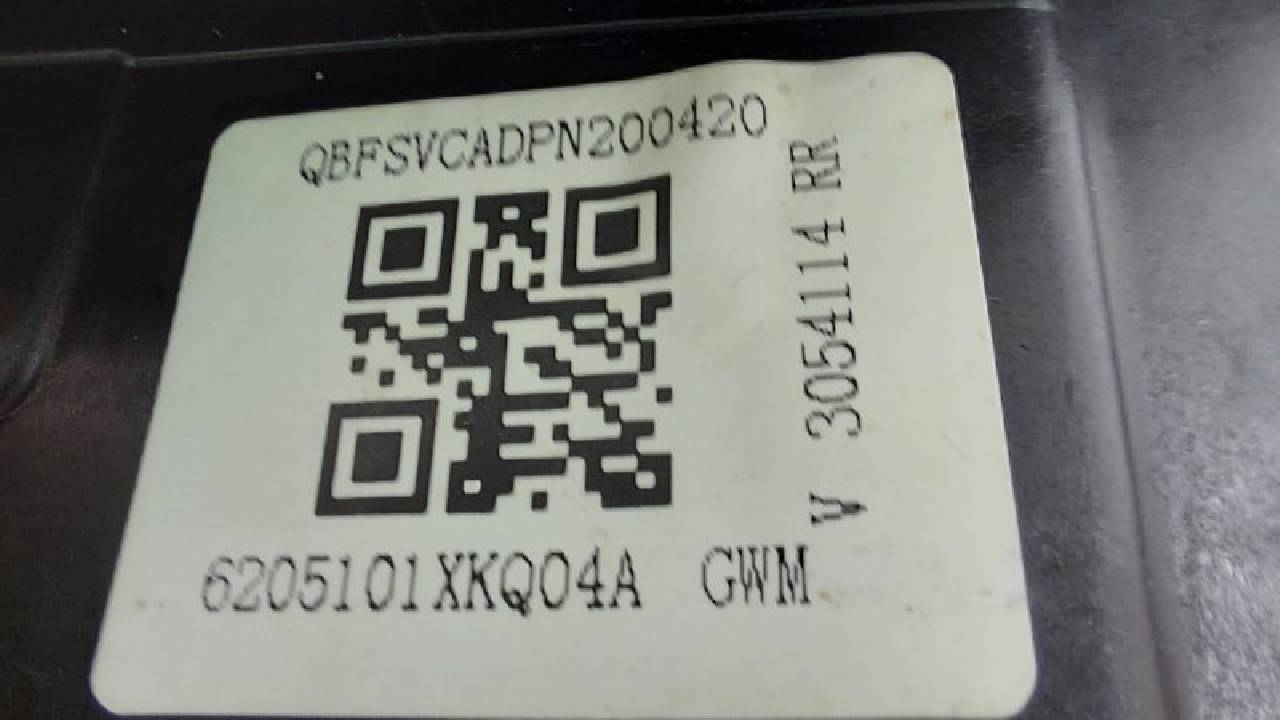 QBFSVCADPN200420
V 3054114 RR
6205101XKQ04A GWM